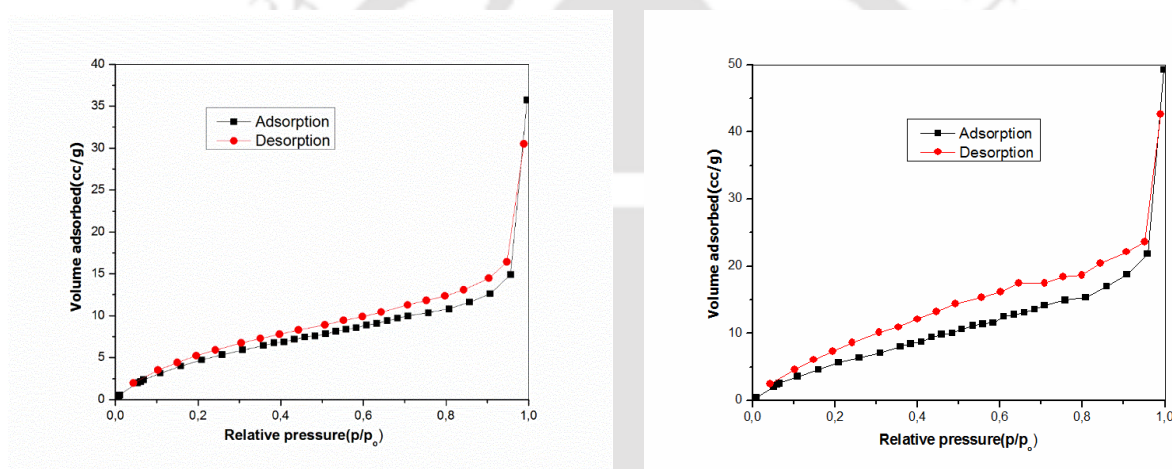 40
35
30
25
20
15
10
5
0
Volume adsorbed(cc/g)
Adsorption
Desorption
0,0 0,2 0,4 0,6 0,8 1,0
Relative pressure(p/p₀)
50
40
30
20
10
0
Volume adsorbed(cc/g)
Adsorption
Desorption
0,0 0,2 0,4 0,6 0,8 1,0
Relative pressure(p/p₀)